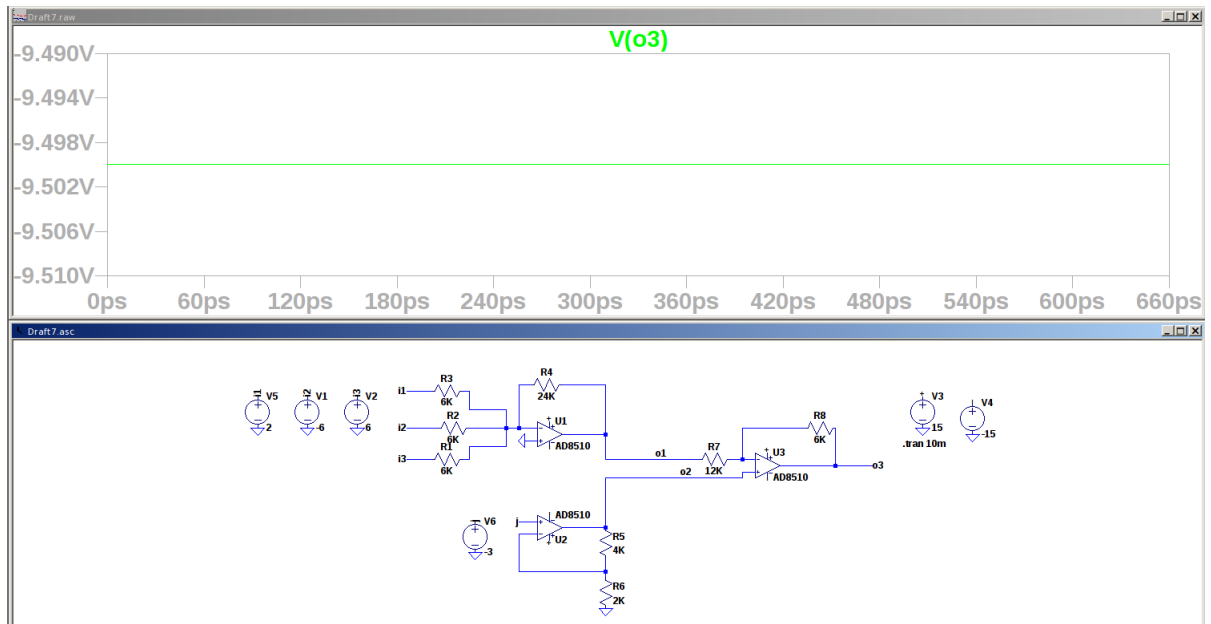 Draft7.raw
V(o3)
-9.490V
-9.494V
-9.498V
-9.502V
-9.506V
-9.510V
0ps 60ps 120ps 180ps 240ps 300ps 360ps 420ps 480ps 540ps 600ps 660ps
Draft7.asc
i1 V5 2
i2 V1 -6
i3 V2 6
i1 R3 6K
i2 R2 6K
i3 R1 6K
R4 24K
U1 AD8510
o1
o2
R7 12K
R8 6K
U3 AD8510
o3
V3 15
V4 -15
.tran 10m
V6 -3
j
AD8510 U2
R5 4K
R6 2K